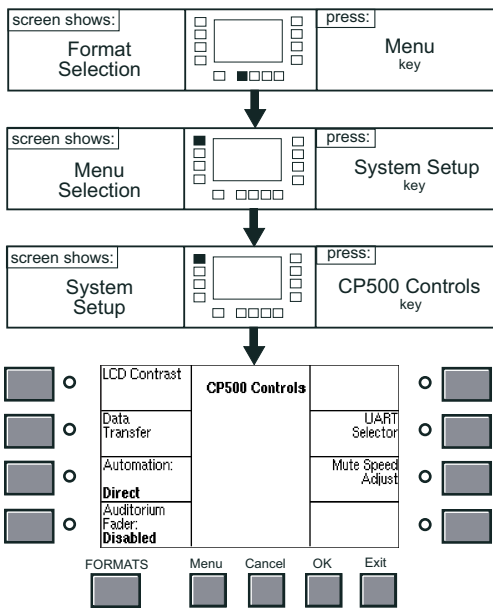 screen shows:
press:
Format
Selection
Menu
key
screen shows:
press:
Menu
Selection
System Setup
key
screen shows:
press:
System
Setup
CP500 Controls
key
LCD Contrast
CP500 Controls
Data
Transfer
UART
Selector
Automation:
Direct
Mute Speed
Adjust
Auditorium
Fader:
Disabled
FORMATS
Menu
Cancel
OK
Exit